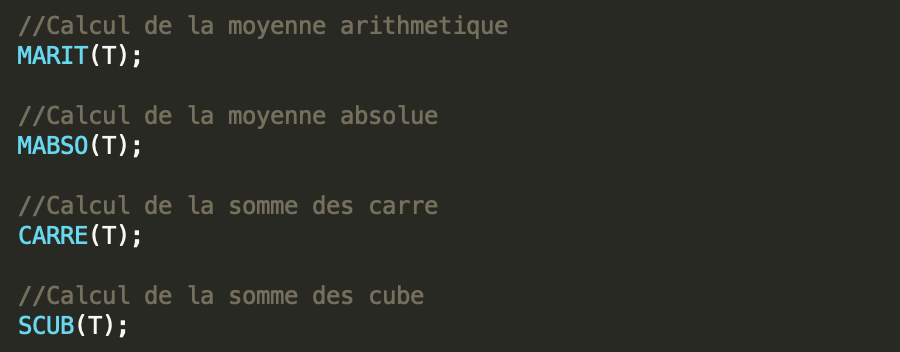 //Calcul de la moyenne arithmetique
MARIT(T);
//Calcul de la moyenne absolue
MABSO(T);
//Calcul de la somme des carre
CARRE(T);
//Calcul de la somme des cube
SCUB(T);